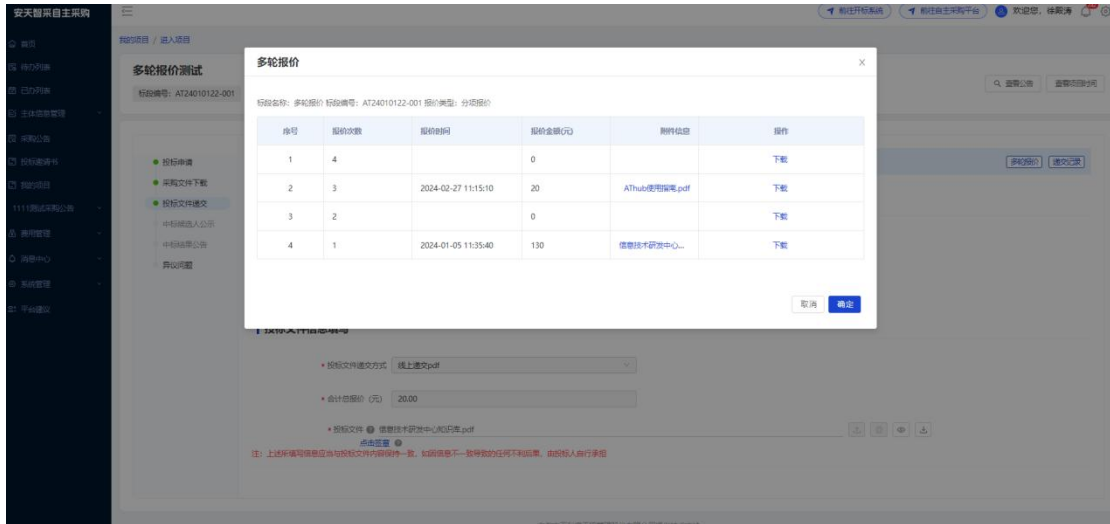 安天智采自主采购
前往开标系统
前往自主采购平台
欢迎您，徐殿涛
首页
待办列表
已办列表
主体信息管理
采购公告
投标邀请书
我的项目
1111测试采购公告
费用管理
消息中心
系统管理
平台建议
我的项目 / 进入项目
多轮报价测试
标段编号：AT24010122-001
查看公告
查看项目时间
投标申请
采购文件下载
投标文件递交
中标候选人公示
中标结果公告
异议问题
多轮报价
递交记录
多轮报价
标段名称：多轮报价 标段编号：AT24010122-001 报价类型：分项报价
序号 报价次数 报价时间 报价金额(元) 附件信息 操作
1 4 0 下载
2 3 2024-02-27 11:15:10 20 AThub使用指南.pdf 下载
3 2 0 下载
4 1 2024-01-05 11:35:40 130 信息技术研发中心... 下载
取消 确定
投标文件信息填写
* 投标文件递交方式 线上递交pdf
* 合计总报价（元） 20.00
* 投标文件 信息技术研发中心知识库.pdf
点击签章
注：上述所填写信息应当与投标文件内容保持一致，如因信息不一致导致的任何不利后果，由投标人自行承担